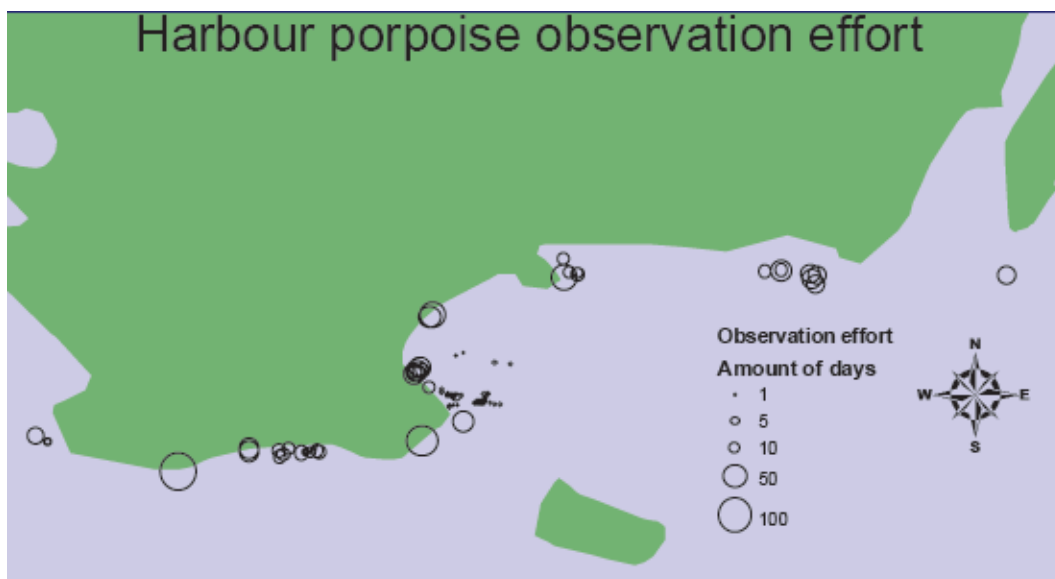 Harbour porpoise observation effort
Observation effort
Amount of days
1
5
10
50
100
N
W E
S